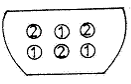 ② ① ②
① ② ①